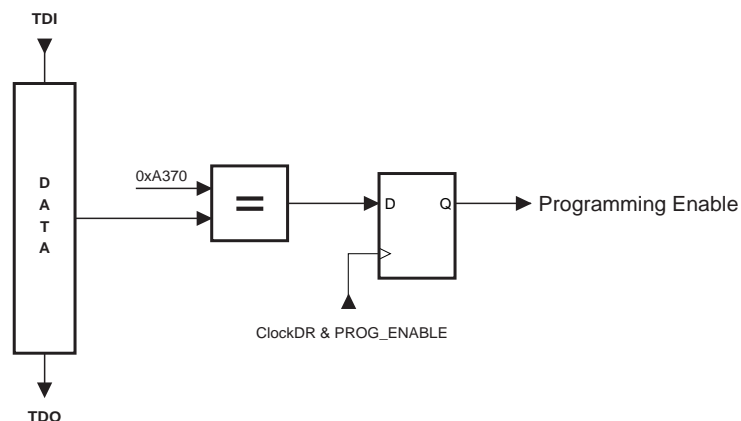 TDI
D
A
T
A
0xA370
=
D
Q
Programming Enable
ClockDR & PROG_ENABLE
TDO